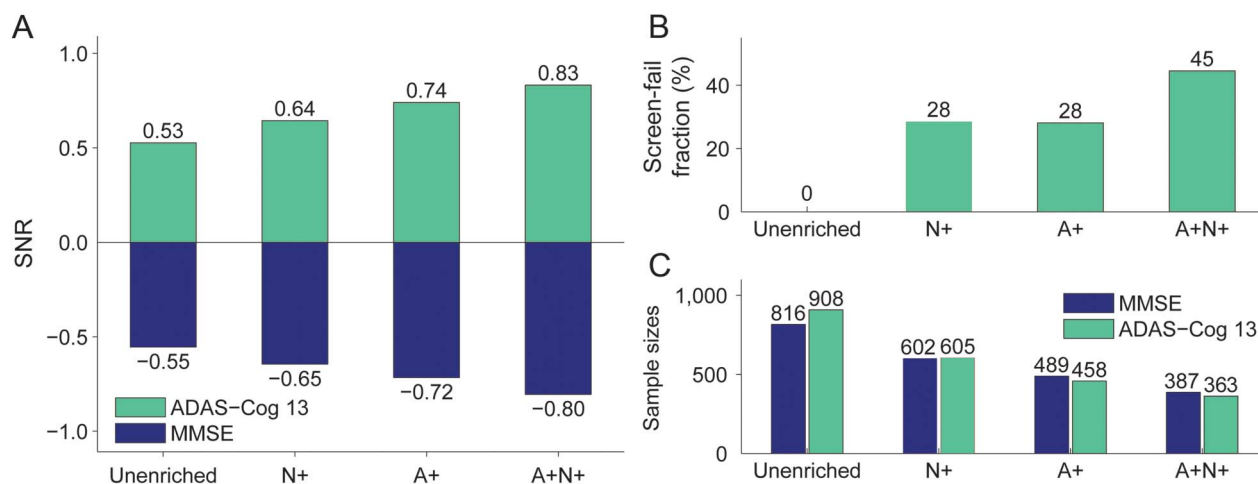 A
SNR
1.0
0.5
0.0
−0.5
−1.0
0.53
0.64
0.74
0.83
−0.55
−0.65
−0.72
−0.80
ADAS−Cog 13
MMSE
Unenriched
N+
A+
A+N+
B
Screen-fail
fraction (%)
40
20
0
0
28
28
45
Unenriched
N+
A+
A+N+
C
Sample sizes
1,000
500
0
816
908
602
605
489
458
387
363
MMSE
ADAS−Cog 13
Unenriched
N+
A+
A+N+